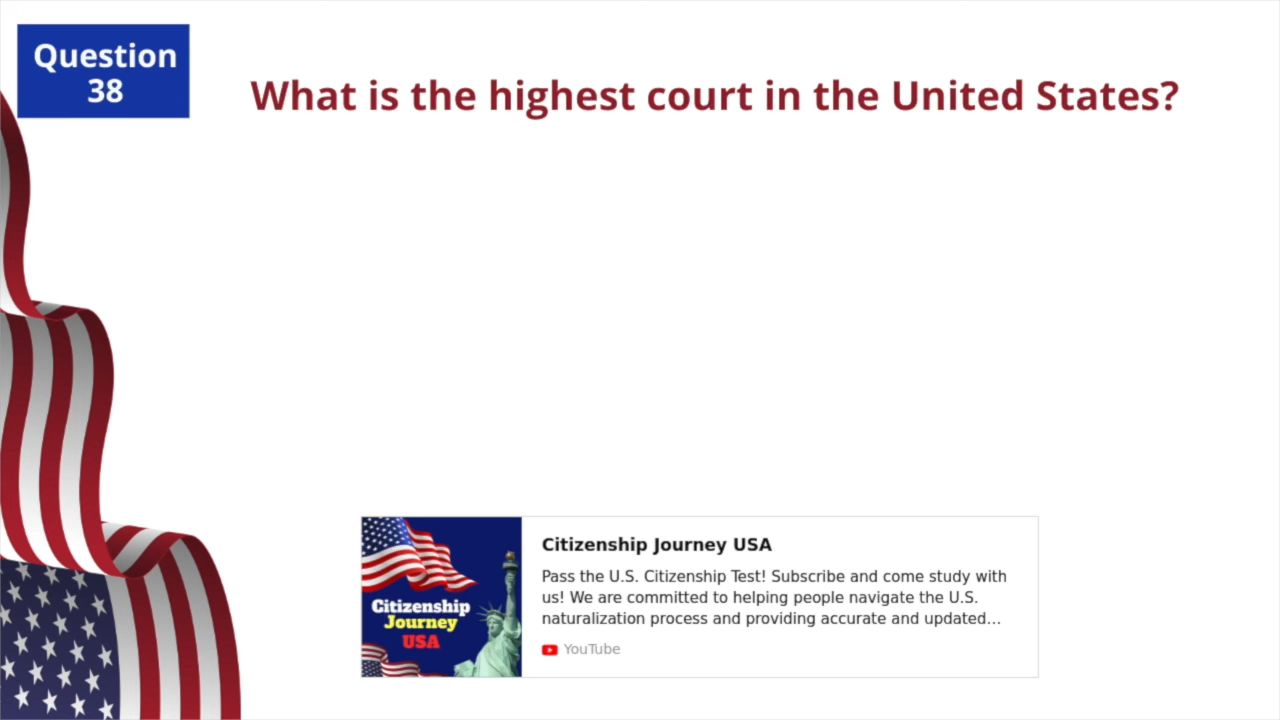 Question
38
What is the highest court in the United States?
Citizenship
Journey
USA
Citizenship Journey USA
Pass the U.S. Citizenship Test! Subscribe and come study with
us! We are committed to helping people navigate the U.S.
naturalization process and providing accurate and updated...
YouTube